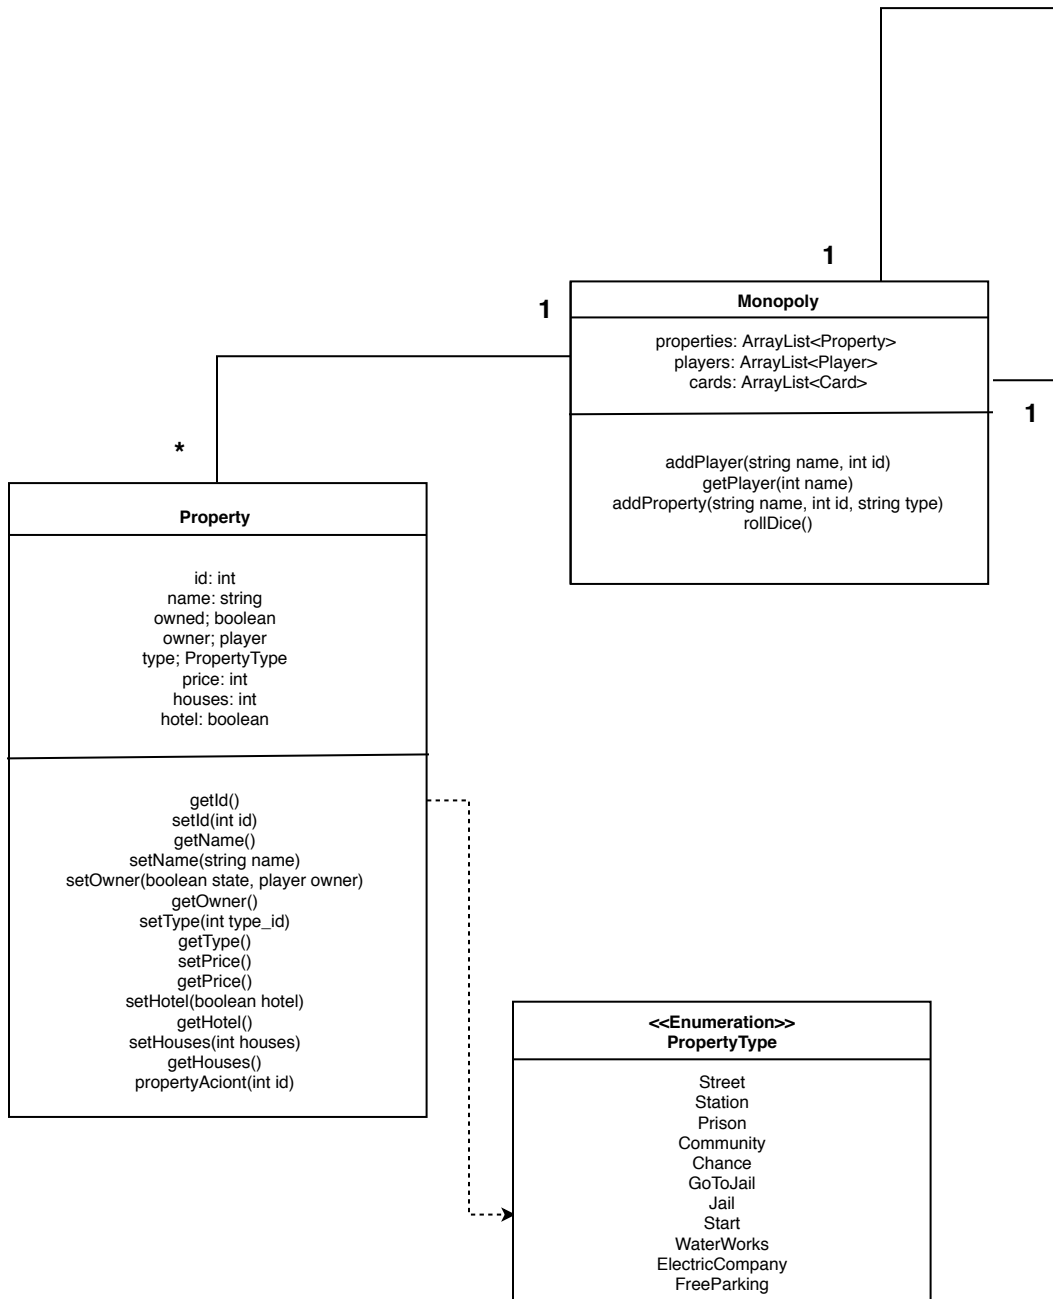 1
Monopoly
1
properties: ArrayList<Property>
players: ArrayList<Player>
cards: ArrayList<Card>
1
*
addPlayer(string name, int id)
getPlayer(int name)
addProperty(string name, int id, string type)
rollDice()
Property
id: int
name: string
owned; boolean
owner; player
type; PropertyType
price: int
houses: int
hotel: boolean
getId()
setId(int id)
getName()
setName(string name)
setOwner(boolean state, player owner)
getOwner()
setType(int type_id)
getType()
setPrice()
getPrice()
setHotel(boolean hotel)
getHotel()
setHouses(int houses)
getHouses()
propertyAciont(int id)
<<Enumeration>>
PropertyType
Street
Station
Prison
Community
Chance
GoToJail
Jail
Start
WaterWorks
ElectricCompany
FreeParking